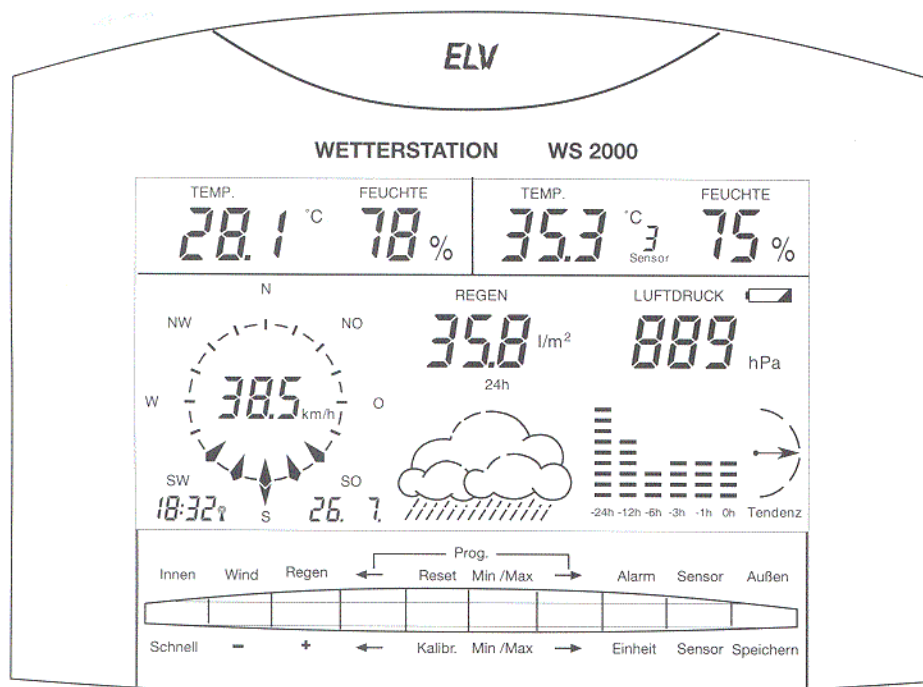 ELV
WETTERSTATION WS 2000
TEMP. FEUCHTE TEMP. FEUCHTE
28.1 °C 78 % 35.3 °C 3 75 %
Sensor
N REGEN LUFTDRUCK
NW NO 35.8 l/m² 889 hPa
24h
W 38.5 km/h O
SW SO
18:32 S 26. 7. -24h -12h -6h -3h -1h 0h Tendenz
Prog.
Innen Wind Regen ← Reset Min /Max → Alarm Sensor Außen
Schnell − + ← Kalibr. Min /Max → Einheit Sensor Speichern